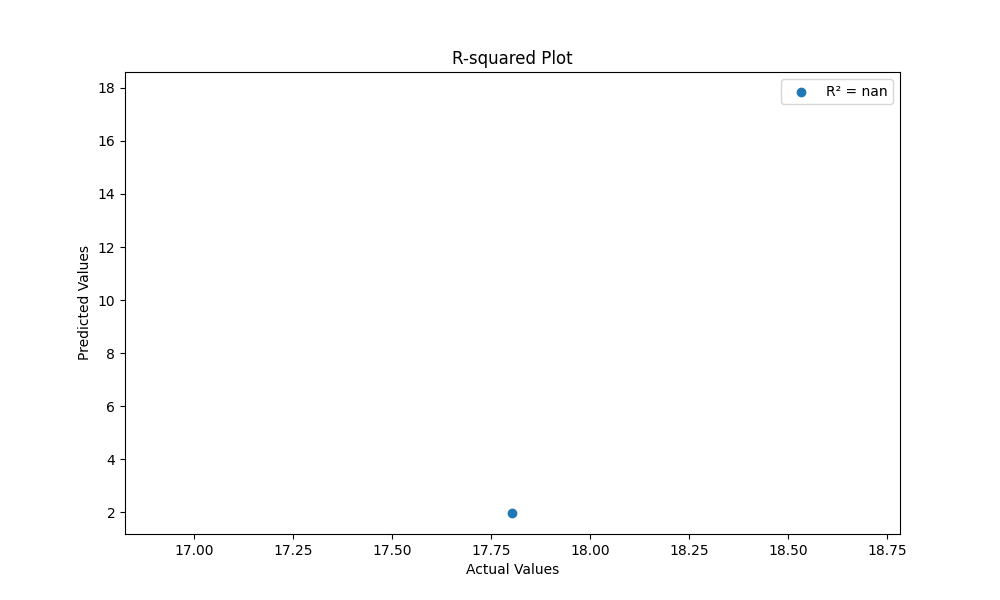 R-squared Plot
R² = nan
18
16
14
12
10
8
6
4
2
Predicted Values
17.00 17.25 17.50 17.75 18.00 18.25 18.50 18.75
Actual Values